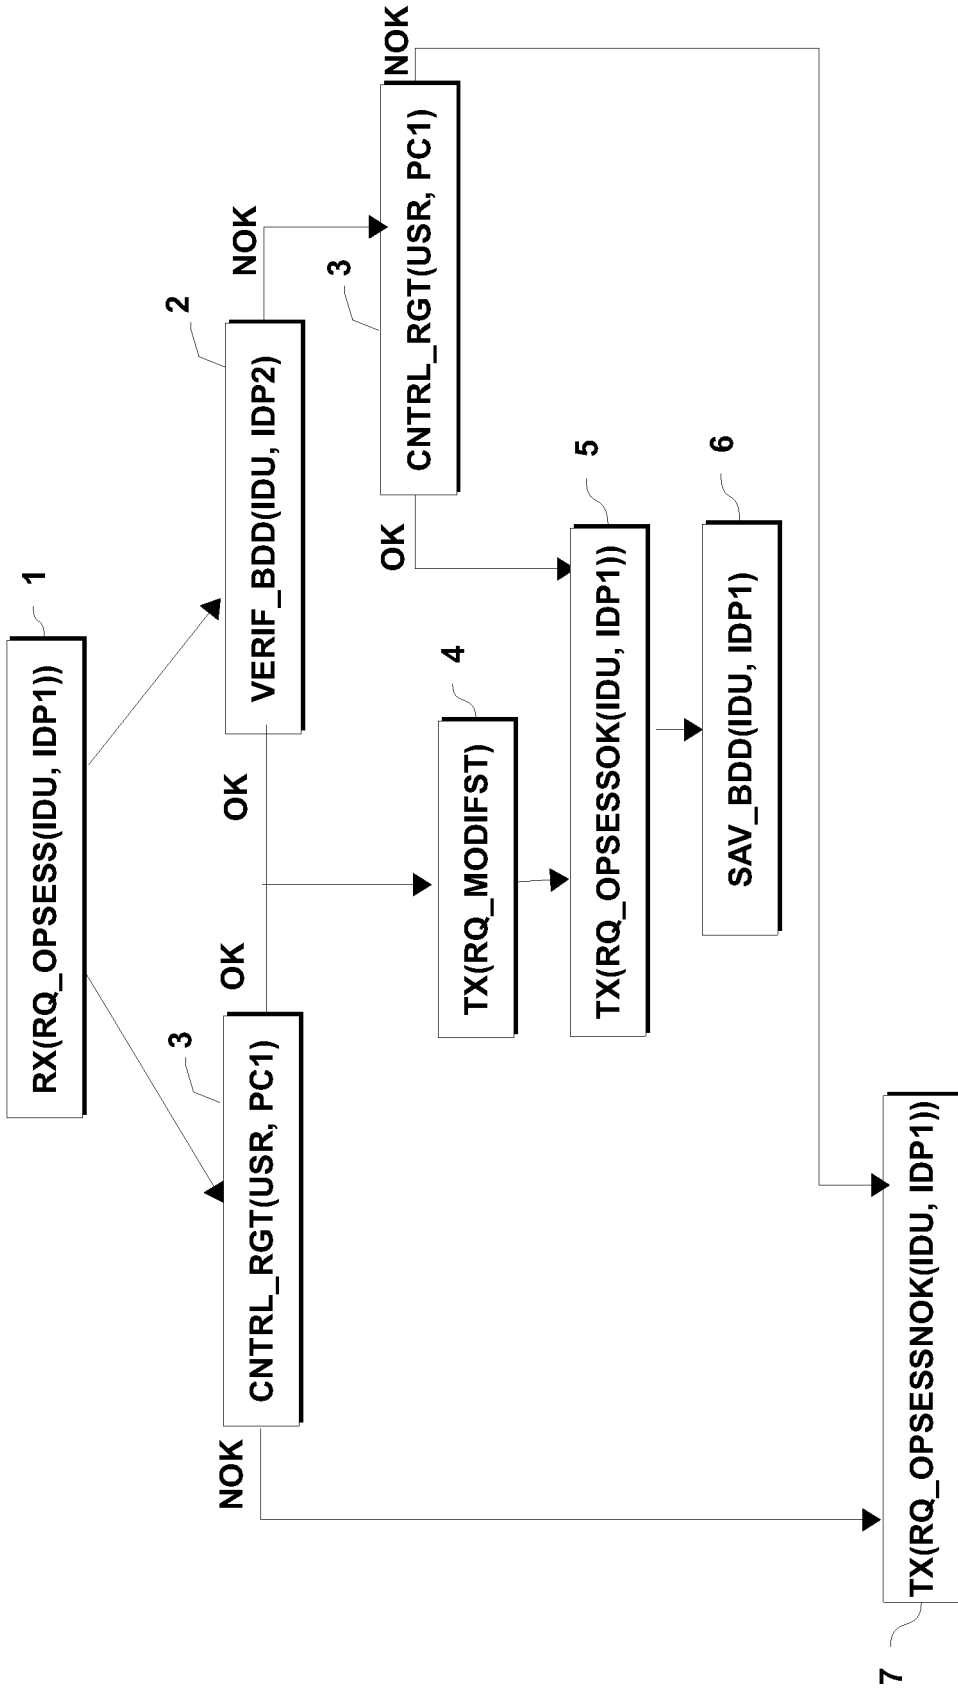 RX(RQ_OPSESS(IDU, IDP1))
1
CNTRL_RGT(USR, PC1)
3
NOK
OK
VERIF_BDD(IDU, IDP2)
2
OK
NOK
CNTRL_RGT(USR, PC1)
3
OK
NOK
TX(RQ_MODIFST)
4
TX(RQ_OPSESSOK(IDU, IDP1))
5
SAV_BDD(IDU, IDP1)
6
TX(RQ_OPSESSNOK(IDU, IDP1))
7